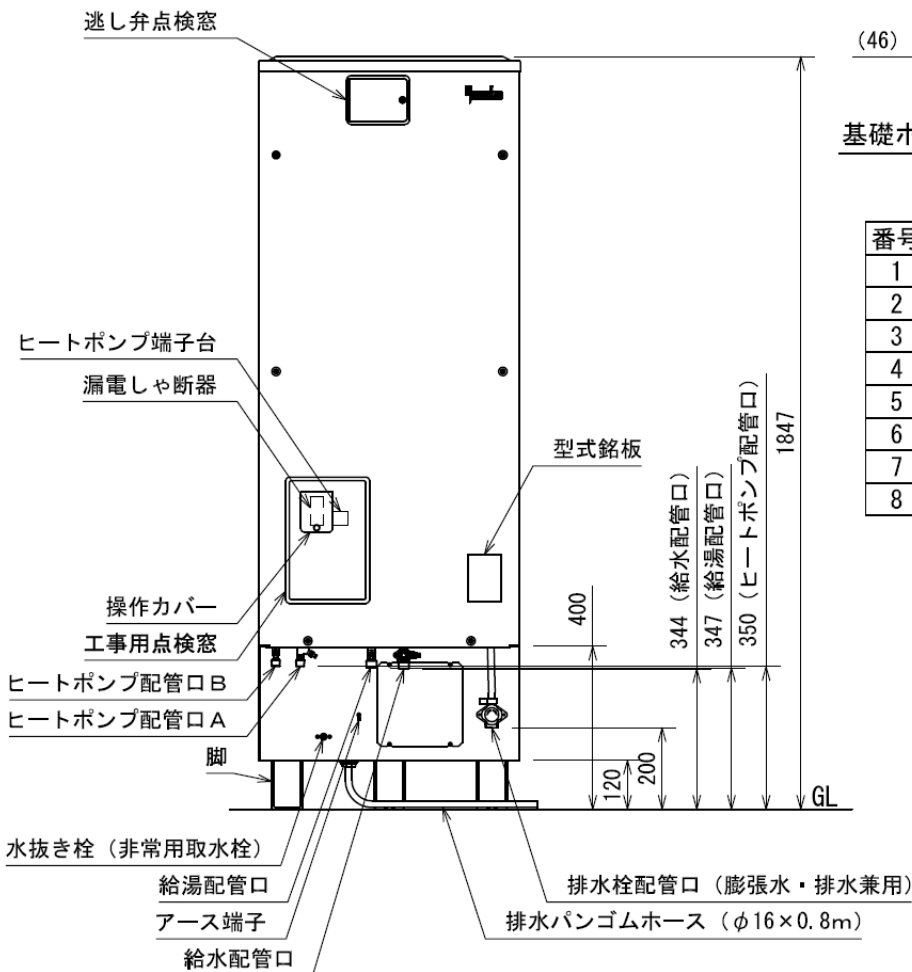 逃し弁点検窓
(46)
基礎ホ
番号
1
2
3
4
5
6
7
8
ヒートポンプ端子台
漏電しゃ断器
型式銘板
操作カバー
工事用点検窓
ヒートポンプ配管口B
ヒートポンプ配管口A
脚
400
120
200
344 (給水配管口)
347 (給湯配管口)
350 (ヒートポンプ配管口)
1847
GL
水抜き栓 (非常用取水栓)
給湯配管口
アース端子
給水配管口
排水栓配管口 (膨張水・排水兼用)
排水パンゴムホース (φ16×0.8m)